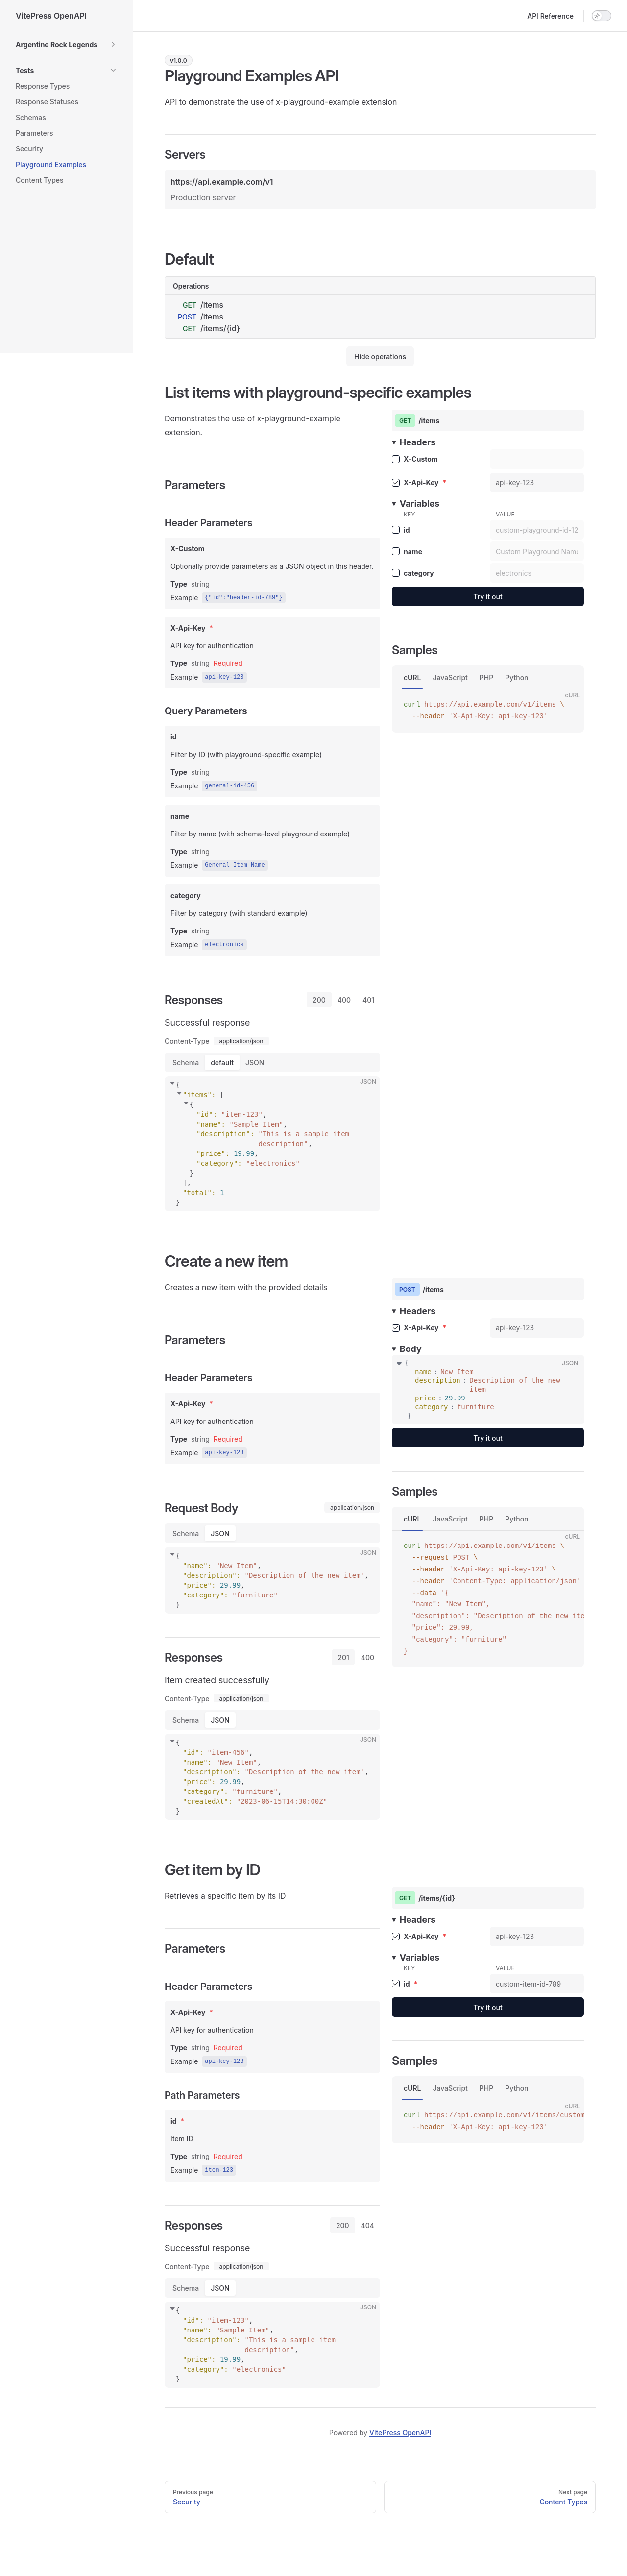 VitePress OpenAPI
API Reference
Argentine Rock Legends
Tests
Response Types
Response Statuses
Schemas
Parameters
Security
Playground Examples
Content Types
v1.0.0
Playground Examples API
API to demonstrate the use of x-playground-example extension
Servers
https://api.example.com/v1
Production server
Default
Operations
GET /items
POST /items
GET /items/{id}
Hide operations
List items with playground-specific examples
Demonstrates the use of x-playground-example
extension.
Parameters
Header Parameters
X-Custom
Optionally provide parameters as a JSON object in this header.
Type string
Example {"id":"header-id-789"}
X-Api-Key *
API key for authentication
Type string Required
Example api-key-123
Query Parameters
id
Filter by ID (with playground-specific example)
Type string
Example general-id-456
name
Filter by name (with schema-level playground example)
Type string
Example General Item Name
category
Filter by category (with standard example)
Type string
Example electronics
Responses
200 400 401
Successful response
Content-Type application/json
Schema default JSON
JSON
{
"items": [
{
"id": "item-123",
"name": "Sample Item",
"description": "This is a sample item
description",
"price": 19.99,
"category": "electronics"
}
],
"total": 1
}
GET /items
Headers
X-Custom
X-Api-Key * api-key-123
Variables
KEY VALUE
id custom-playground-id-12
name Custom Playground Name
category electronics
Try it out
Samples
cURL JavaScript PHP Python
cURL
curl https://api.example.com/v1/items \
--header `X-Api-Key: api-key-123`
Create a new item
Creates a new item with the provided details
Parameters
Header Parameters
X-Api-Key *
API key for authentication
Type string Required
Example api-key-123
Request Body
application/json
Schema JSON
JSON
{
"name": "New Item",
"description": "Description of the new item",
"price": 29.99,
"category": "furniture"
}
Responses
201 400
Item created successfully
Content-Type application/json
Schema JSON
JSON
{
"id": "item-456",
"name": "New Item",
"description": "Description of the new item",
"price": 29.99,
"category": "furniture",
"createdAt": "2023-06-15T14:30:00Z"
}
POST /items
Headers
X-Api-Key * api-key-123
Body
JSON
{
name : New Item
description : Description of the new
item
price : 29.99
category : furniture
}
Try it out
Samples
cURL JavaScript PHP Python
cURL
curl https://api.example.com/v1/items \
--request POST \
--header `X-Api-Key: api-key-123` \
--header `Content-Type: application/json`
--data `{
"name": "New Item",
"description": "Description of the new ite
"price": 29.99,
"category": "furniture"
}`
Get item by ID
Retrieves a specific item by its ID
Parameters
Header Parameters
X-Api-Key *
API key for authentication
Type string Required
Example api-key-123
Path Parameters
id *
Item ID
Type string Required
Example item-123
Responses
200 404
Successful response
Content-Type application/json
Schema JSON
JSON
{
"id": "item-123",
"name": "Sample Item",
"description": "This is a sample item
description",
"price": 19.99,
"category": "electronics"
}
GET /items/{id}
Headers
X-Api-Key * api-key-123
Variables
KEY VALUE
id * custom-item-id-789
Try it out
Samples
cURL JavaScript PHP Python
cURL
curl https://api.example.com/v1/items/custom
--header `X-Api-Key: api-key-123`
Powered by VitePress OpenAPI
Previous page
Security
Next page
Content Types